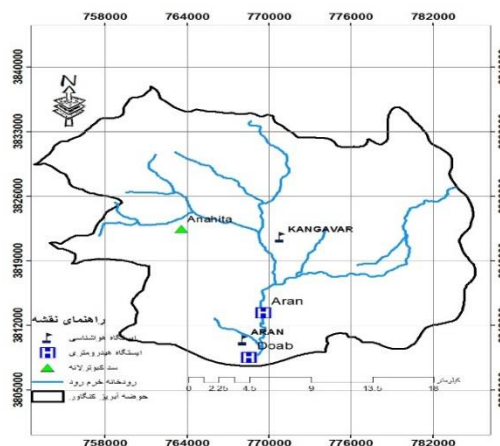 758000 764000 770000 776000 782000
3840000
N
3833000
3826000
Anahita
KANGAVAR
3819000
Aran
راهنمای نقشه
3812000
ARAN
ایستگاه هواشناسی
Doab
ایستگاه هیدرومتری
سد کبوترلانه
کیلومتر
رودخانه خرم رود
0 2.25 4.5 9 13.5 18
حوضه آبریز کنگاور
3805000
758000 764000 770000 776000 782000